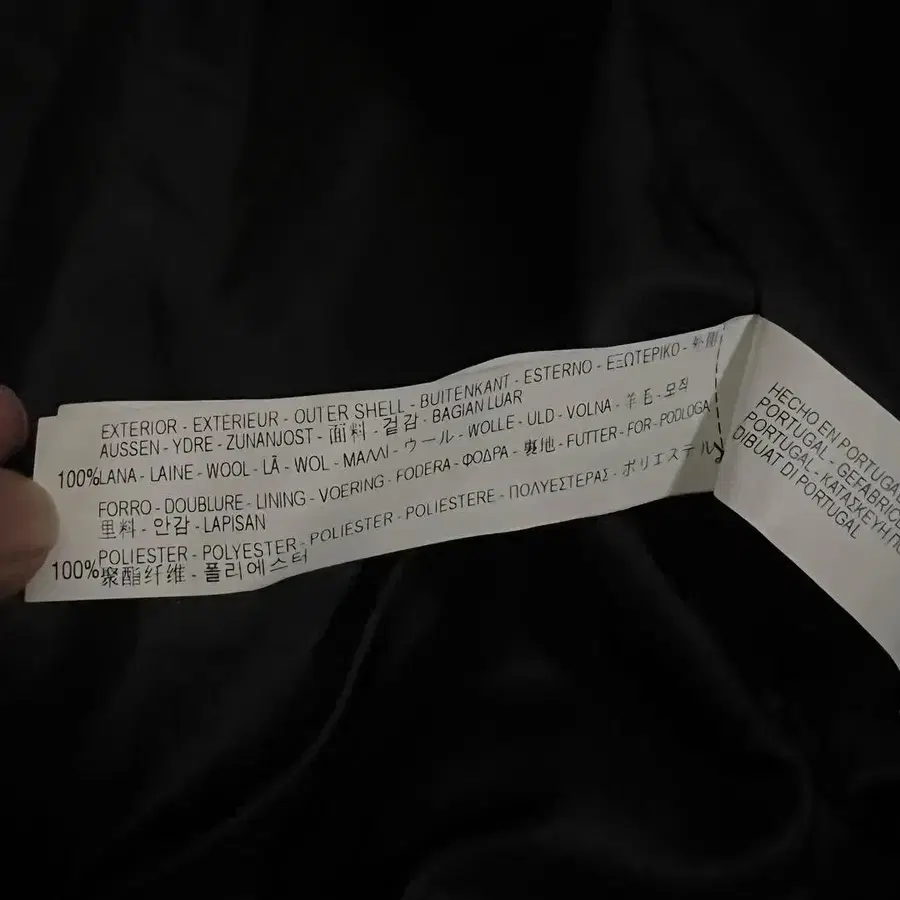 EXTERIOR - EXTÉRIEUR - OUTER SHELL - BUITENKANT - ESTERNO - ΕΞΩΤΕΡΙΚΟ - 外側
AUSSEN - YDRE - ZUNANJOST - 面料 - 겉감 - BAGIAN LUAR
100% LANA - LAINE - WOOL - LÃ - WOL - ΜΑΛΛΙ - ウール - WOLLE - ULD - VOLNA - 羊毛 - 모직
FORRO - DOUBLURE - LINING - VOERING - FODERA - ΦΟΔΡΑ - 裏地 - FUTTER - FOR - PODLOGA
里料 - 안감 - LAPISAN
100% POLIESTER - POLYESTER - POLIESTER - POLIESTERE - ΠΟΛΥΕΣΤΕΡΑΣ - ポリエステル
聚酯纤维 - 폴리에스터
HECHO EN PORTUGAL
PORTUGAL - GEFABRICE
PORTUGAL - ΚΑΤΑΣΚΕΥΗ
DIBUAT DI PORTUGAL